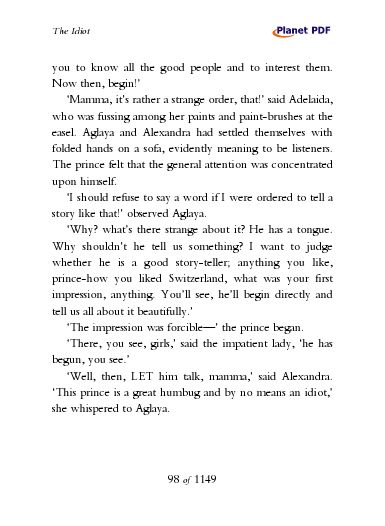 The Idiot
Planet PDF
you to know all the good people and to interest them.
Now then, begin!’
‘Mamma, it’s rather a strange order, that!’ said Adelaida,
who was fussing among her paints and paint-brushes at the
easel. Aglaya and Alexandra had settled themselves with
folded hands on a sofa, evidently meaning to be listeners.
The prince felt that the general attention was concentrated
upon himself.
‘I should refuse to say a word if I were ordered to tell a
story like that!’ observed Aglaya.
‘Why? what’s there strange about it? He has a tongue.
Why shouldn’t he tell us something? I want to judge
whether he is a good story-teller; anything you like,
prince-how you liked Switzerland, what was your first
impression, anything. You’ll see, he’ll begin directly and
tell us all about it beautifully.’
‘The impression was forcible—’ the prince began.
‘There, you see, girls,’ said the impatient lady, ‘he has
begun, you see.’
‘Well, then, LET him talk, mamma,’ said Alexandra.
‘This prince is a great humbug and by no means an idiot,’
she whispered to Aglaya.
98 of 1149